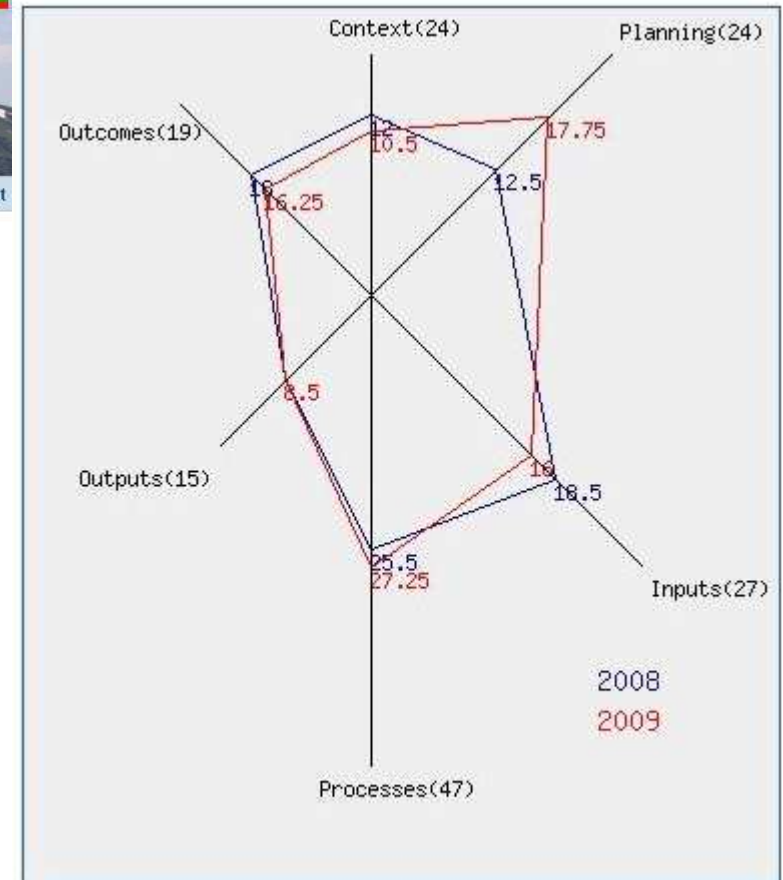 Context(24)
Planning(24)
Outcomes(19)
12
10.5
17.75
12.5
18
16.25
8.5
Outputs(15)
16
18.5
25.5
27.25
Inputs(27)
2008
2009
Processes(47)